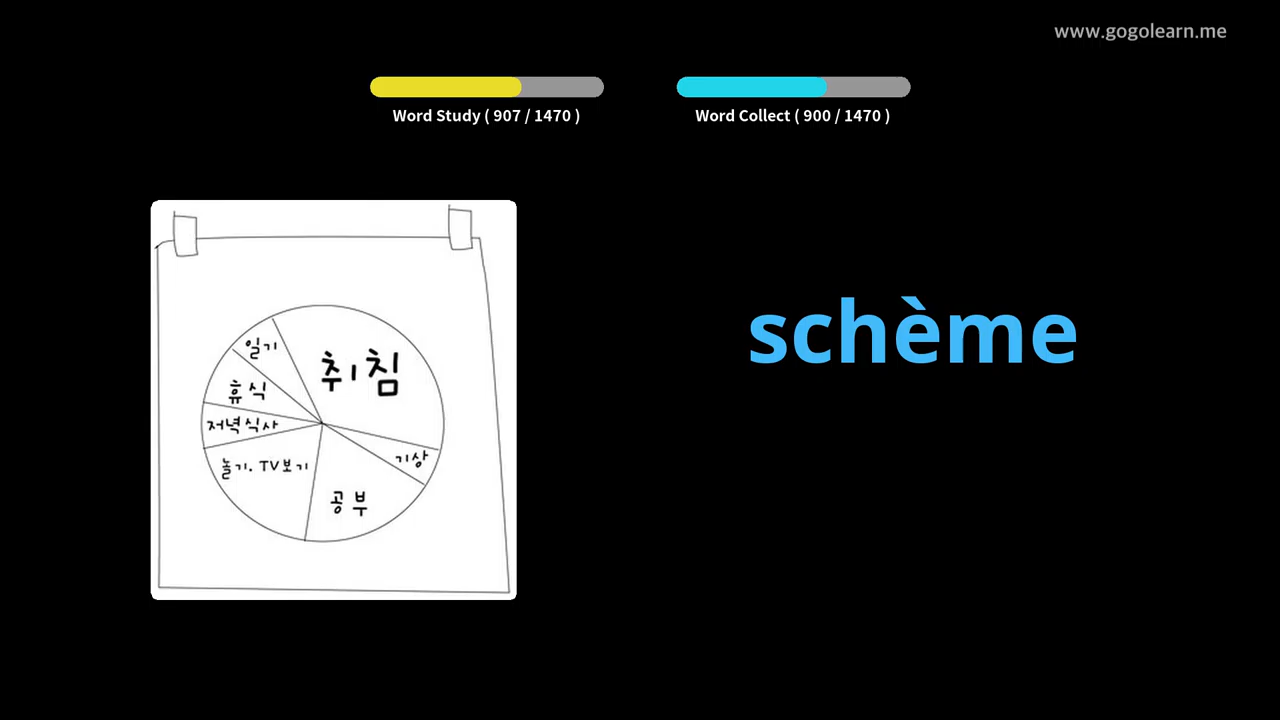 www.gogolearn.me
Word Study ( 907 / 1470 )
Word Collect ( 900 / 1470 )
일기
취침
휴식
저녁식사
놀기. TV보기
기상
공부
schème